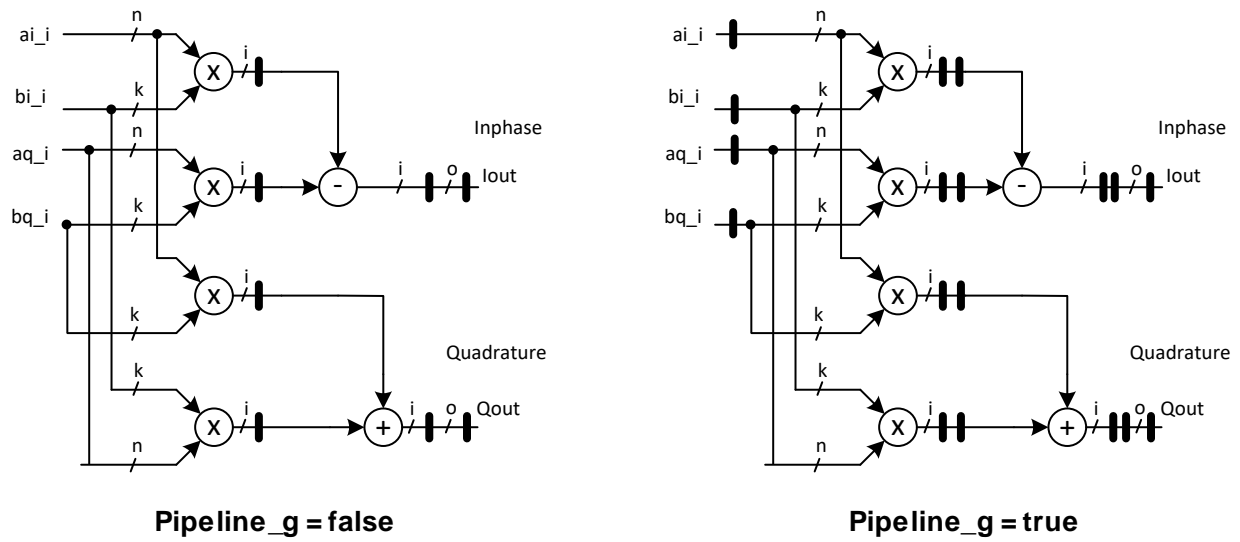 n
ai_i
i
X
bi_i
k
n
Inphase
aq_i
i
i
o
Iout
X
-
bq_i
k
i
X
k
Quadrature
k
i
i
o
Qout
X
+
n
Pipeline_g = false
n
ai_i
i
X
bi_i
k
n
Inphase
aq_i
i
i
o
Iout
X
-
bq_i
k
i
X
k
Quadrature
k
i
i
o
Qout
X
+
n
Pipeline_g = true